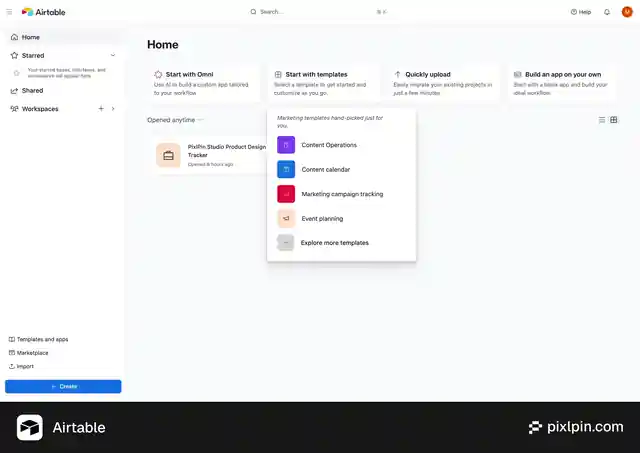 Airtable
Search...
⌘ K
Help
M
Home
Starred
Your starred bases, interfaces, and
workspaces will appear here
Shared
Workspaces
Home
Start with Omni
Use AI to build a custom app tailored
to your workflow
Start with templates
Select a template to get started and
customize as you go.
Quickly upload
Easily migrate your existing projects in
just a few minutes.
Build an app on your own
Start with a blank app and build your
ideal workflow.
Opened anytime
PixlPin Studio Product Design
Tracker
Opened 6 hours ago
Marketing templates hand-picked just for
you.
Content Operations
Content calendar
Marketing campaign tracking
Event planning
Explore more templates
Templates and apps
Marketplace
Import
+ Create
Airtable
pixlpin.com